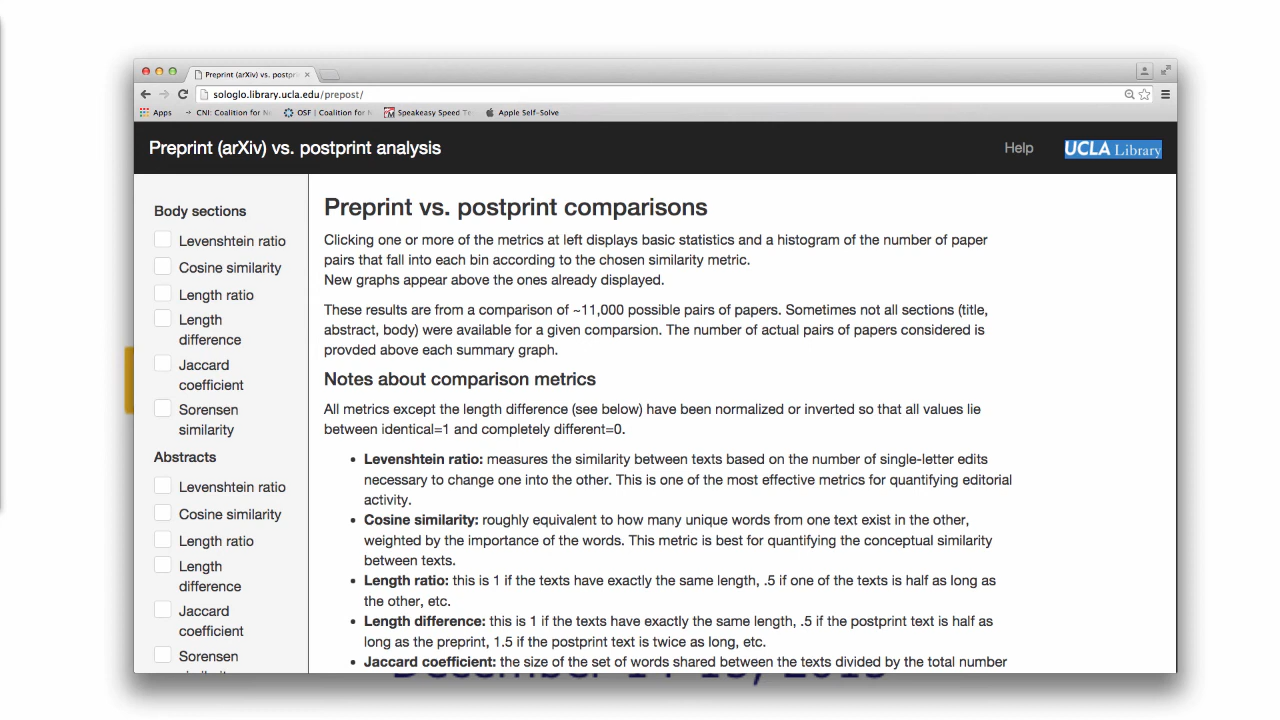 Preprint (arXiv) vs. postpri
sologlo.library.ucla.edu/prepost/
Apps CNI: Coalition for Ne OSF | Coalition for N Speakeasy Speed Te Apple Self-Solve
Preprint (arXiv) vs. postprint analysis
Help
UCLA Library
Body sections
Levenshtein ratio
Cosine similarity
Length ratio
Length
difference
Jaccard
coefficient
Sorensen
similarity
Abstracts
Levenshtein ratio
Cosine similarity
Length ratio
Length
difference
Jaccard
coefficient
Sorensen
Preprint vs. postprint comparisons
Clicking one or more of the metrics at left displays basic statistics and a histogram of the number of paper
pairs that fall into each bin according to the chosen similarity metric.
New graphs appear above the ones already displayed.
These results are from a comparison of ~11,000 possible pairs of papers. Sometimes not all sections (title,
abstract, body) were available for a given comparsion. The number of actual pairs of papers considered is
provded above each summary graph.
Notes about comparison metrics
All metrics except the length difference (see below) have been normalized or inverted so that all values lie
between identical=1 and completely different=0.
• Levenshtein ratio: measures the similarity between texts based on the number of single-letter edits
necessary to change one into the other. This is one of the most effective metrics for quantifying editorial
activity.
• Cosine similarity: roughly equivalent to how many unique words from one text exist in the other,
weighted by the importance of the words. This metric is best for quantifying the conceptual similarity
between texts.
• Length ratio: this is 1 if the texts have exactly the same length, .5 if one of the texts is half as long as
the other, etc.
• Length difference: this is 1 if the texts have exactly the same length, .5 if the postprint text is half as
long as the preprint, 1.5 if the postprint text is twice as long, etc.
• Jaccard coefficient: the size of the set of words shared between the texts divided by the total number